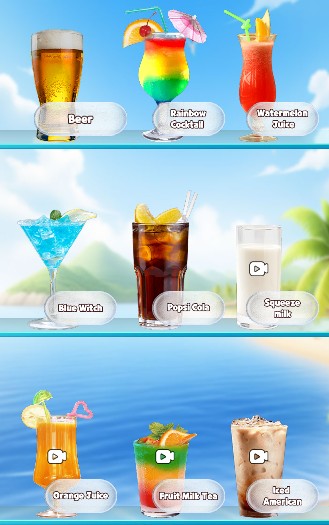 Beer
Rainbow
Cocktail
Watermelon
Juice
Blue Witch
Popsi Cola
Squeeze
milk
Orange Juice
Fruit Milk Tea
Iced
American